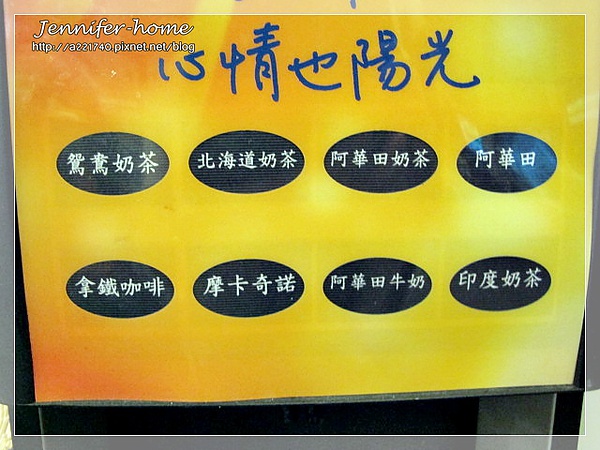 Jennifer-home
http://a221740.pixnet.net/blog
心情也陽光
鴛鴦奶茶 北海道奶茶 阿華田奶茶 阿華田
拿鐵咖啡 摩卡奇諾 阿華田牛奶 印度奶茶